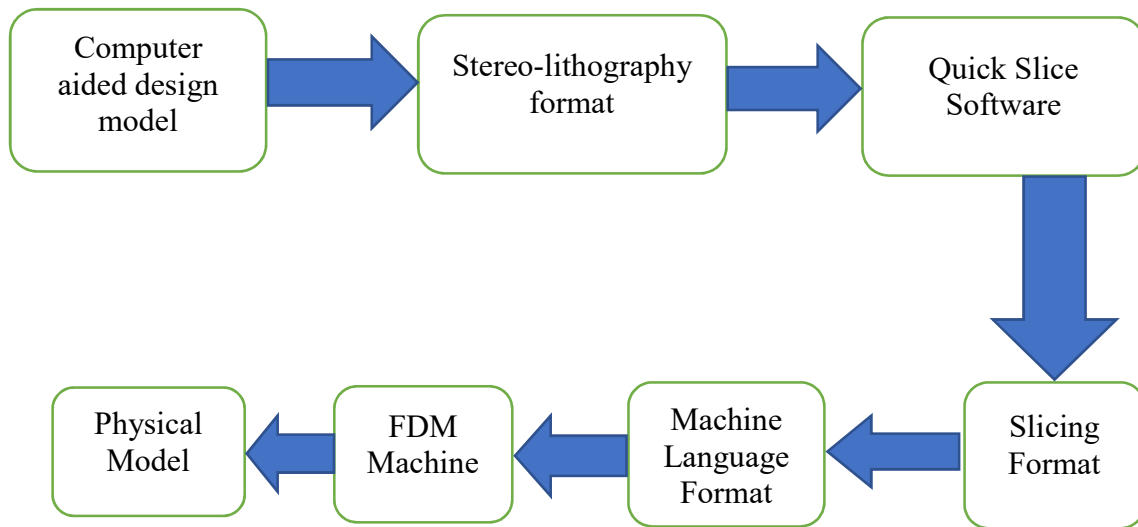 Computer
aided design
model
Stereo-lithography
format
Quick Slice
Software
Slicing
Format
Machine
Language
Format
FDM
Machine
Physical
Model